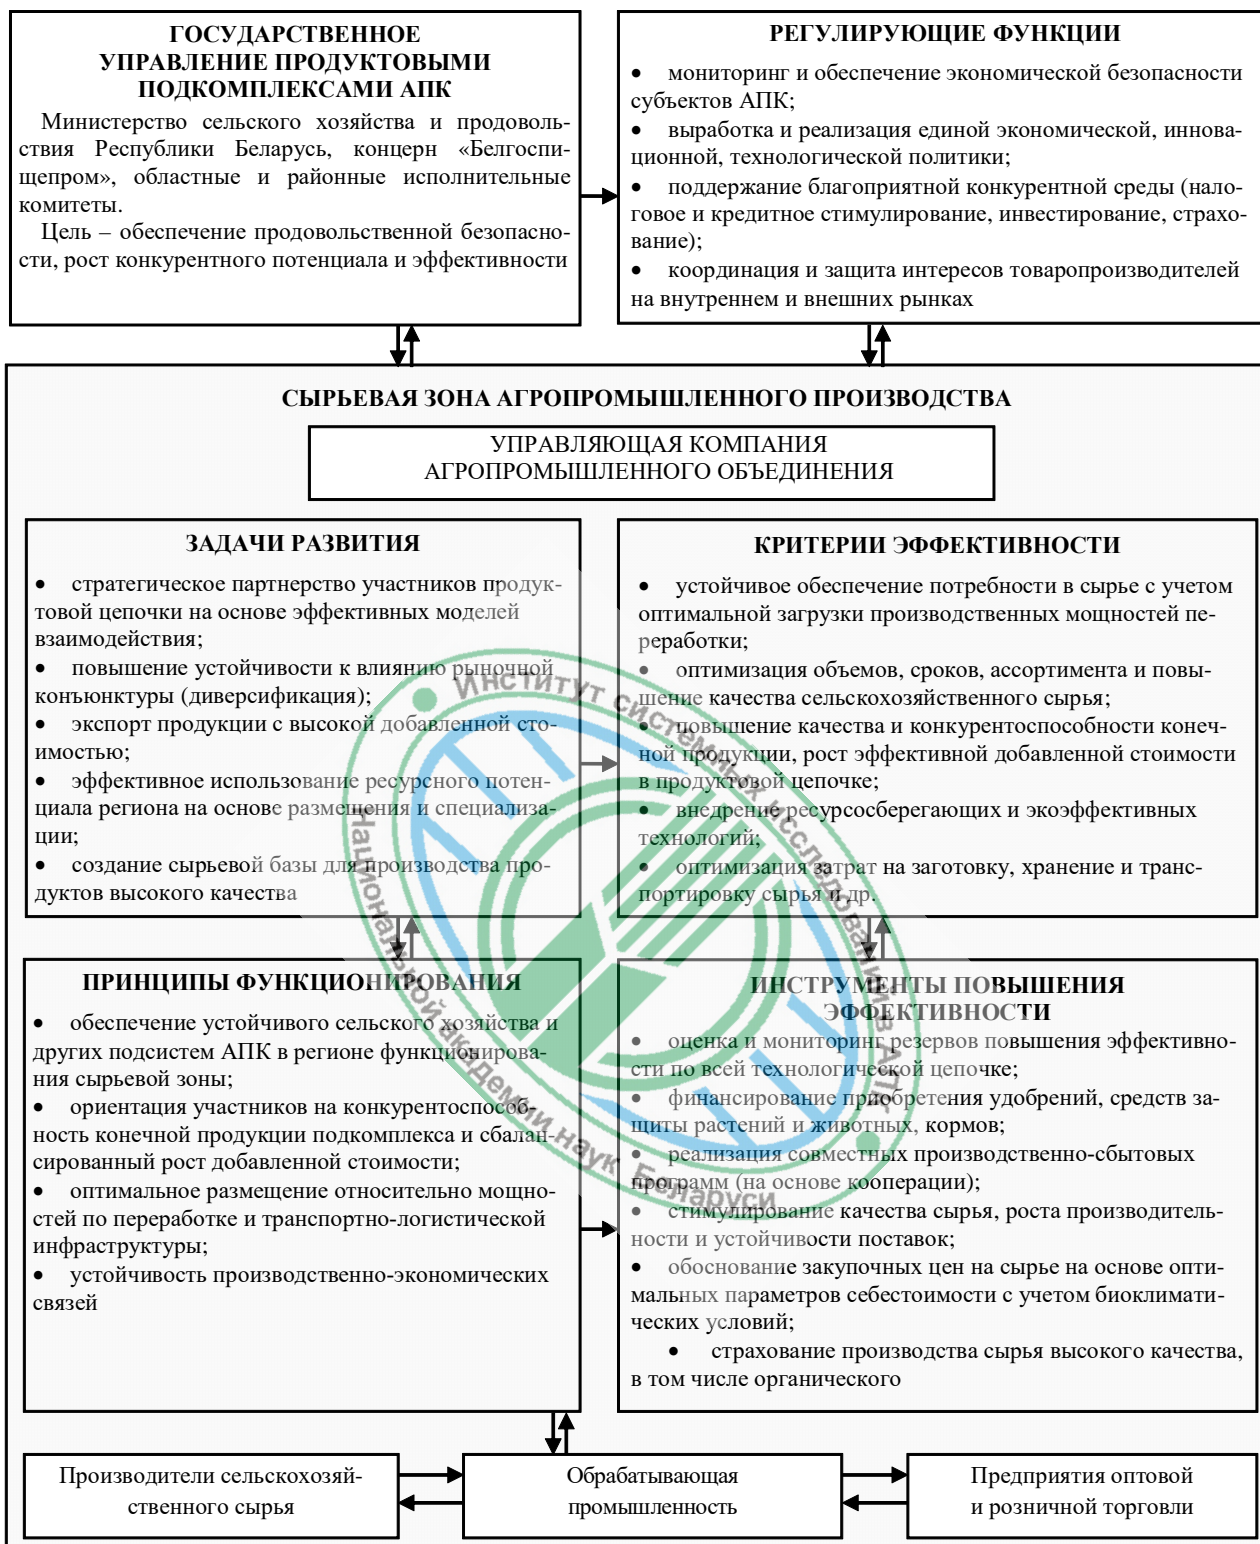 ГОСУДАРСТВЕННОЕ
УПРАВЛЕНИЕ ПРОДУКТОВЫМИ
ПОДКОМПЛЕКСАМИ АПК
Министерство сельского хозяйства и продоволь-
ствия Республики Беларусь, концерн «Белгоспи-
щепром», областные и районные исполнительные
комитеты.
Цель – обеспечение продовольственной безопасно-
сти, рост конкурентного потенциала и эффективности
РЕГУЛИРУЮЩИЕ ФУНКЦИИ
• мониторинг и обеспечение экономической безопасности
субъектов АПК;
• выработка и реализация единой экономической, иннова-
ционной, технологической политики;
• поддержание благоприятной конкурентной среды (нало-
говое и кредитное стимулирование, инвестирование, страхо-
вание);
• координация и защита интересов товаропроизводителей
на внутреннем и внешних рынках
СЫРЬЕВАЯ ЗОНА АГРОПРОМЫШЛЕННОГО ПРОИЗВОДСТВА
УПРАВЛЯЮЩАЯ КОМПАНИЯ
АГРОПРОМЫШЛЕННОГО ОБЪЕДИНЕНИЯ
ЗАДАЧИ РАЗВИТИЯ
• стратегическое партнерство участников продук-
товой цепочки на основе эффективных моделей
взаимодействия;
• повышение устойчивости к влиянию рыночной
конъюнктуры (диверсификация);
• экспорт продукции с высокой добавленной сто-
имостью;
• эффективное использование ресурсного потен-
циала региона на основе размещения и специализа-
ции;
• создание сырьевой базы для производства про-
дуктов высокого качества
КРИТЕРИИ ЭФФЕКТИВНОСТИ
• устойчивое обеспечение потребности в сырье с учетом
оптимальной загрузки производственных мощностей пе-
реработки;
• оптимизация объемов, сроков, ассортимента и повы-
шение качества сельскохозяйственного сырья;
• повышение качества и конкурентоспособности конеч-
ной продукции, рост эффективной добавленной стоимости
в продуктовой цепочке;
• внедрение ресурсосберегающих и экоэффективных
технологий;
• оптимизация затрат на заготовку, хранение и транс-
портировку сырья и др.
ПРИНЦИПЫ ФУНКЦИОНИРОВАНИЯ
• обеспечение устойчивого сельского хозяйства и
других подсистем АПК в регионе функционирова-
ния сырьевой зоны;
• ориентация участников на конкурентоспособ-
ность конечной продукции подкомплекса и сбалан-
сированный рост добавленной стоимости;
• оптимальное размещение относительно мощно-
стей по переработке и транспортно-логистической
инфраструктуры;
• устойчивость производственно-экономических
связей
ИНСТРУМЕНТЫ ПОВЫШЕНИЯ
ЭФФЕКТИВНОСТИ
• оценка и мониторинг резервов повышения эффективно-
сти по всей технологической цепочке;
• финансирование приобретения удобрений, средств за-
щиты растений и животных, кормов;
• реализация совместных производственно-сбытовых
программ (на основе кооперации);
• стимулирование качества сырья, роста производитель-
ности и устойчивости поставок;
• обоснование закупочных цен на сырье на основе опти-
мальных параметров себестоимости с учетом биоклимати-
ческих условий;
• страхование производства сырья высокого качества,
в том числе органического
Производители сельскохозяй-
ственного сырья
Обрабатывающая
промышленность
Предприятия оптовой
и розничной торговли
Институт системных исследований в АПК
Национальной академии наук Беларуси